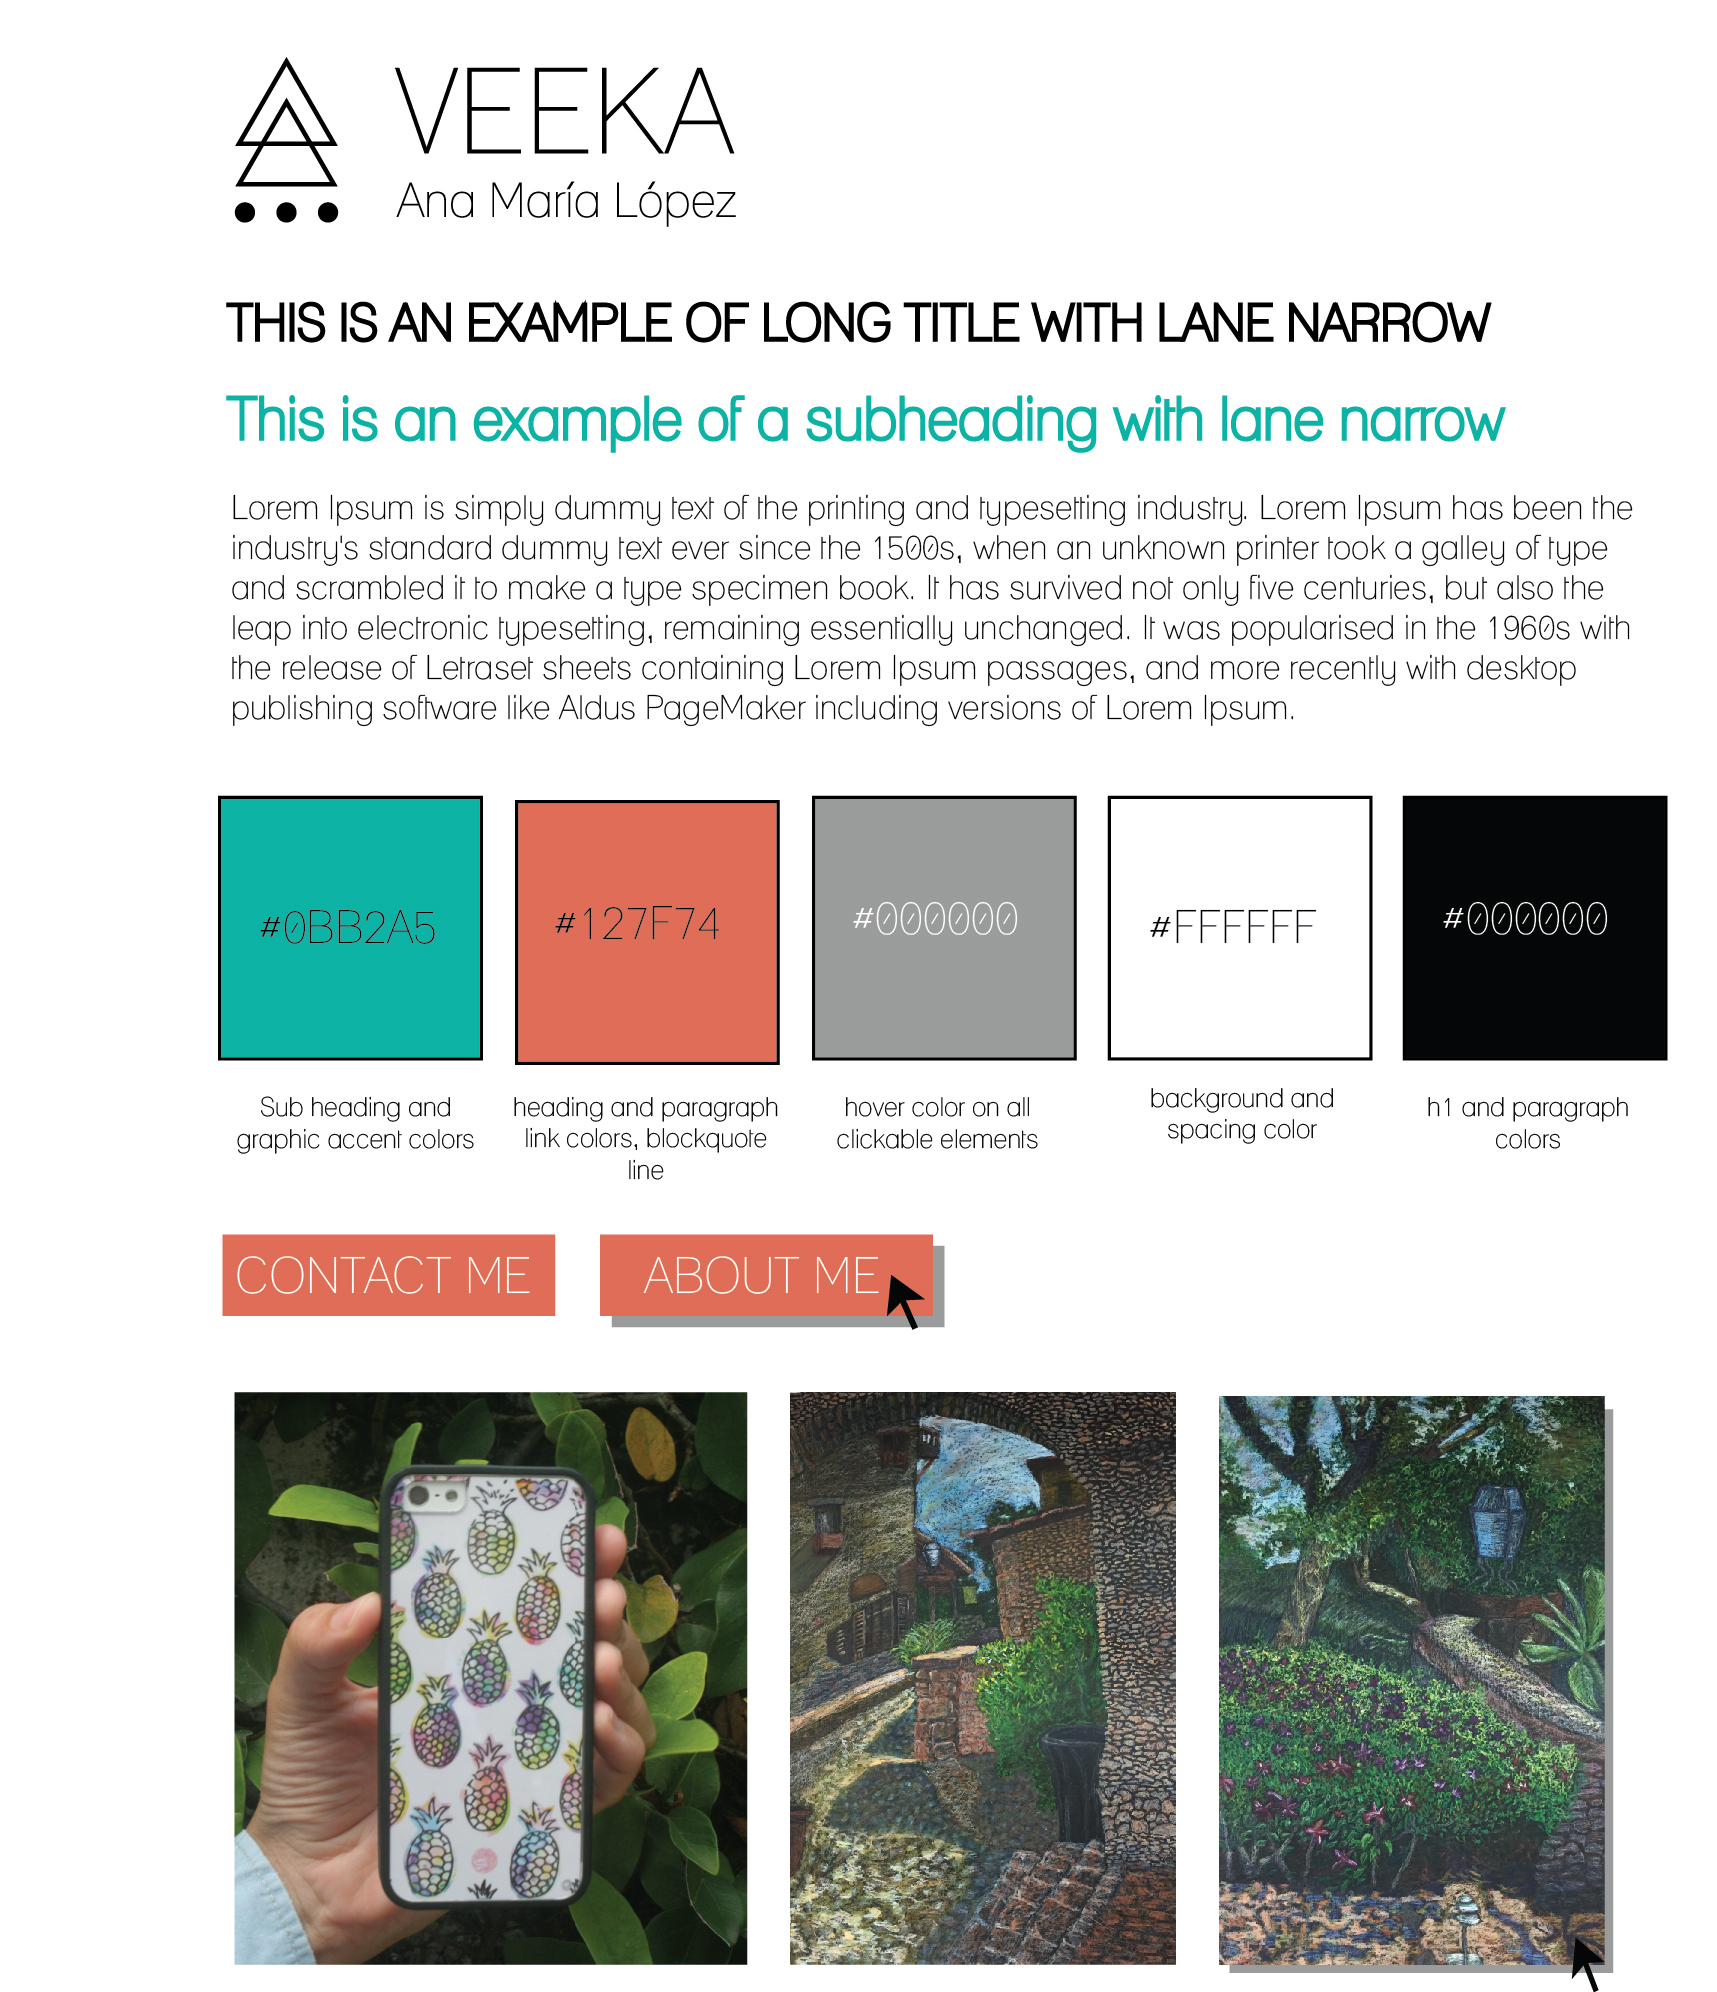 VEEKA
Ana María López
THIS IS AN EXAMPLE OF LONG TITLE WITH LANE NARROW
This is an example of a subheading with lane narrow
Lorem Ipsum is simply dummy text of the printing and typesetting industry. Lorem Ipsum has been the
industry's standard dummy text ever since the 1500s, when an unknown printer took a galley of type
and scrambled it to make a type specimen book. It has survived not only five centuries, but also the
leap into electronic typesetting, remaining essentially unchanged. It was popularised in the 1960s with
the release of Letraset sheets containing Lorem Ipsum passages, and more recently with desktop
publishing software like Aldus PageMaker including versions of Lorem Ipsum.
#0BB2A5
#127F74
#000000
#FFFFFF
#000000
Sub heading and
graphic accent colors
heading and paragraph
link colors, blockquote
line
hover color on all
clickable elements
background and
spacing color
h1 and paragraph
colors
CONTACT ME
ABOUT ME